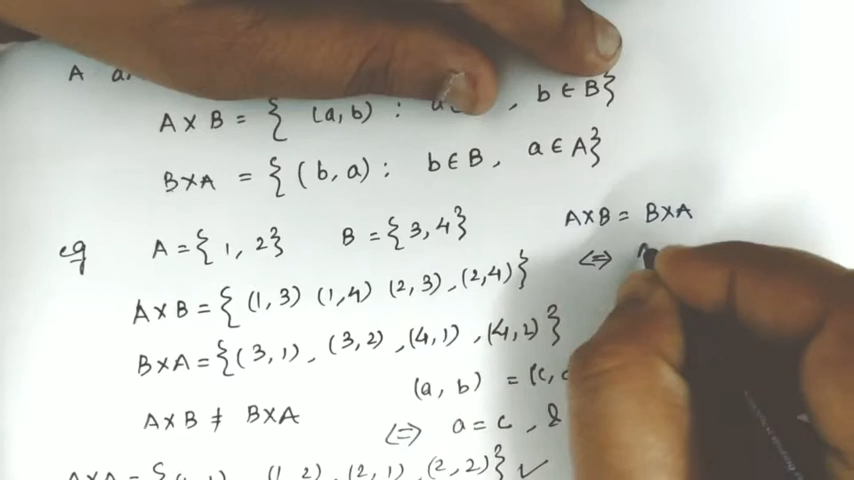 A
A × B = { (a, b) : , b ∈ B}
B×A = { ( b, a) : b ∈ B, a ∈ A}
eg A = { 1, 2} B = {3, 4}
A×B = B×A
⇔
A×B = { (1, 3) (1, 4) (2, 3), (2, 4)}
B×A = {(3, 1), (3, 2), (4, 1), (4, 2)}
(a, b) = (c,
A×B ≠ B×A
⇔ a = c , &
A×A = { (1, 2), (2, 1), (2, 2)} ✓